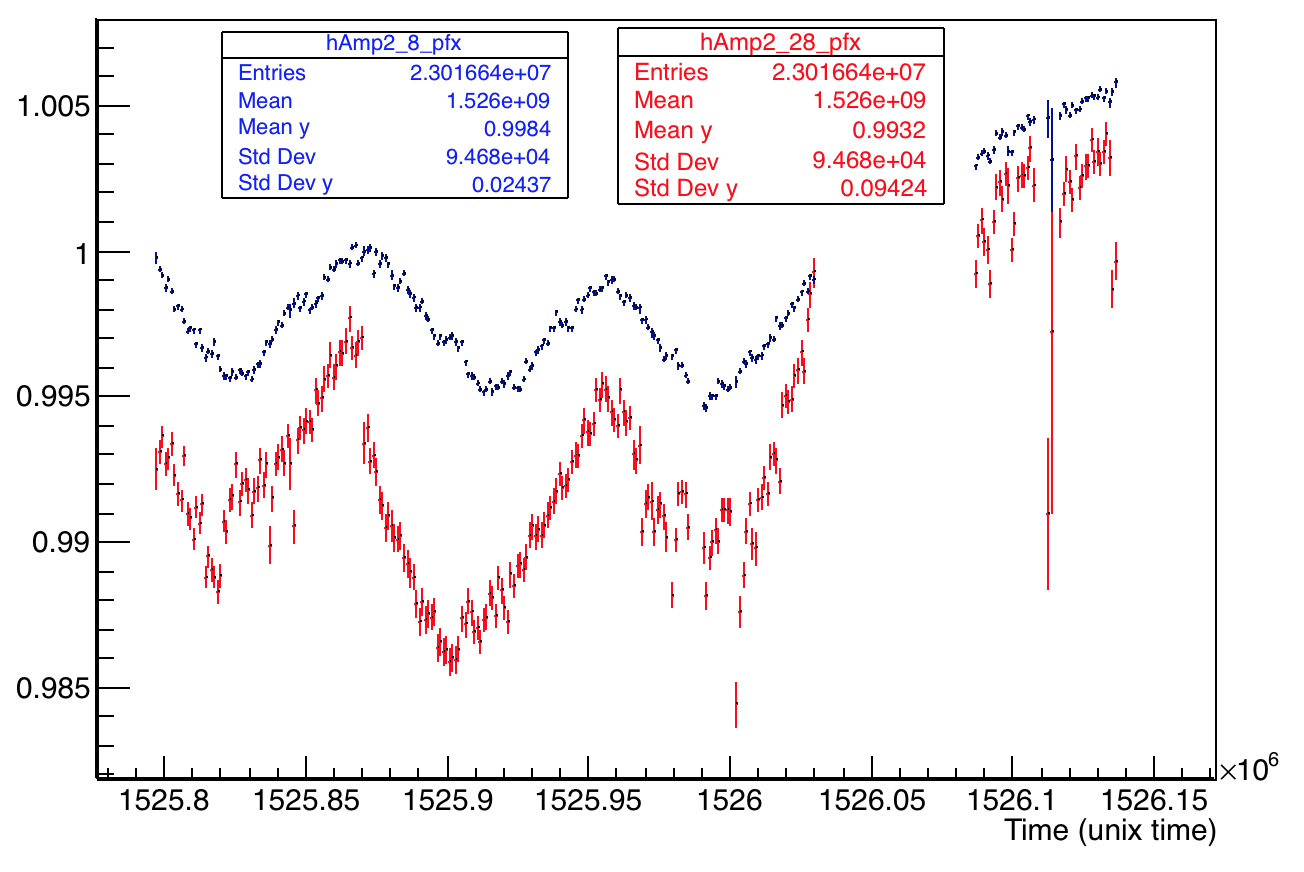 hAmp2_8_pfx
Entries 2.301664e+07
Mean 1.526e+09
Mean y 0.9984
Std Dev 9.468e+04
Std Dev y 0.02437
hAmp2_28_pfx
Entries 2.301664e+07
Mean 1.526e+09
Mean y 0.9932
Std Dev 9.468e+04
Std Dev y 0.09424
1.005
1
0.995
0.99
0.985
1525.8 1525.85 1525.9 1525.95 1526 1526.05 1526.1 1526.15
×10⁶
Time (unix time)